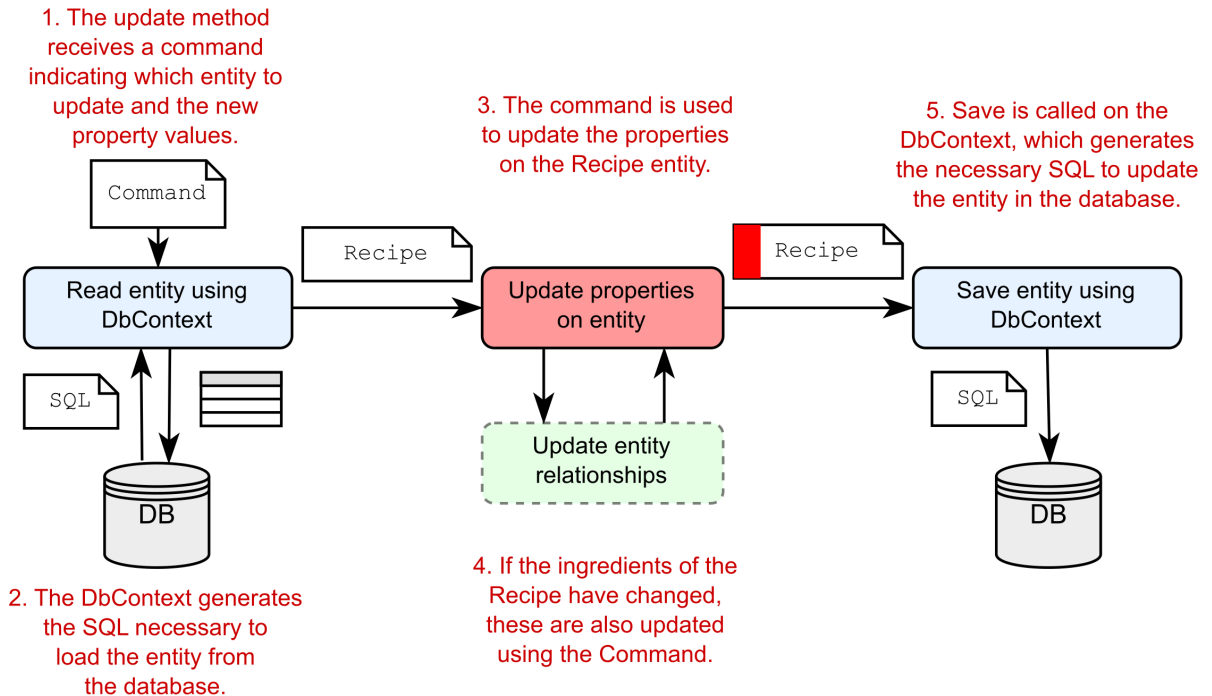 1. The update method
receives a command
indicating which entity to
update and the new
property values.
Command
Read entity using
DbContext
SQL
DB
2. The DbContext generates
the SQL necessary to
load the entity from
the database.
Recipe
3. The command is used
to update the properties
on the Recipe entity.
Update properties
on entity
Update entity
relationships
4. If the ingredients of the
Recipe have changed,
these are also updated
using the Command.
Recipe
5. Save is called on the
DbContext, which generates
the necessary SQL to update
the entity in the database.
Save entity using
DbContext
SQL
DB